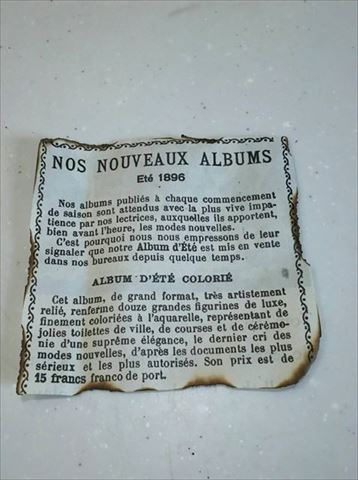 NOS NOUVEAUX ALBUMS
Eté 1896
Nos albums publiés à chaque commencement
de saison sont attendus avec la plus vive impa-
tience par nos lectrices, auxquelles ils apportent,
bien avant l'heure, les modes nouvelles.
C'est pourquoi nous nous empressons de leur
signaler que notre Album d'Été est mis en vente
dans nos bureaux depuis quelque temps.
ALBUM D'ÉTÉ COLORIÉ
Cet album, de grand format, très artistement
relié, renferme douze grandes figurines de luxe,
finement coloriées à l'aquarelle, représentant de
jolies toilettes de ville, de courses et de cérémo-
nie d'une suprême élégance, le dernier cri des
modes nouvelles, d'après les documents les plus
sérieux et les plus autorisés. Son prix est de
15 francs franco de port.